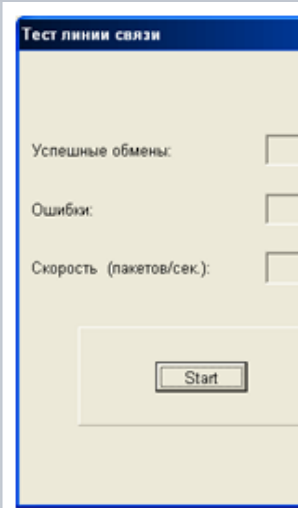 Тест линии связи
Успешные обмены:
Ошибки:
Скорость (пакетов/сек.):
Start